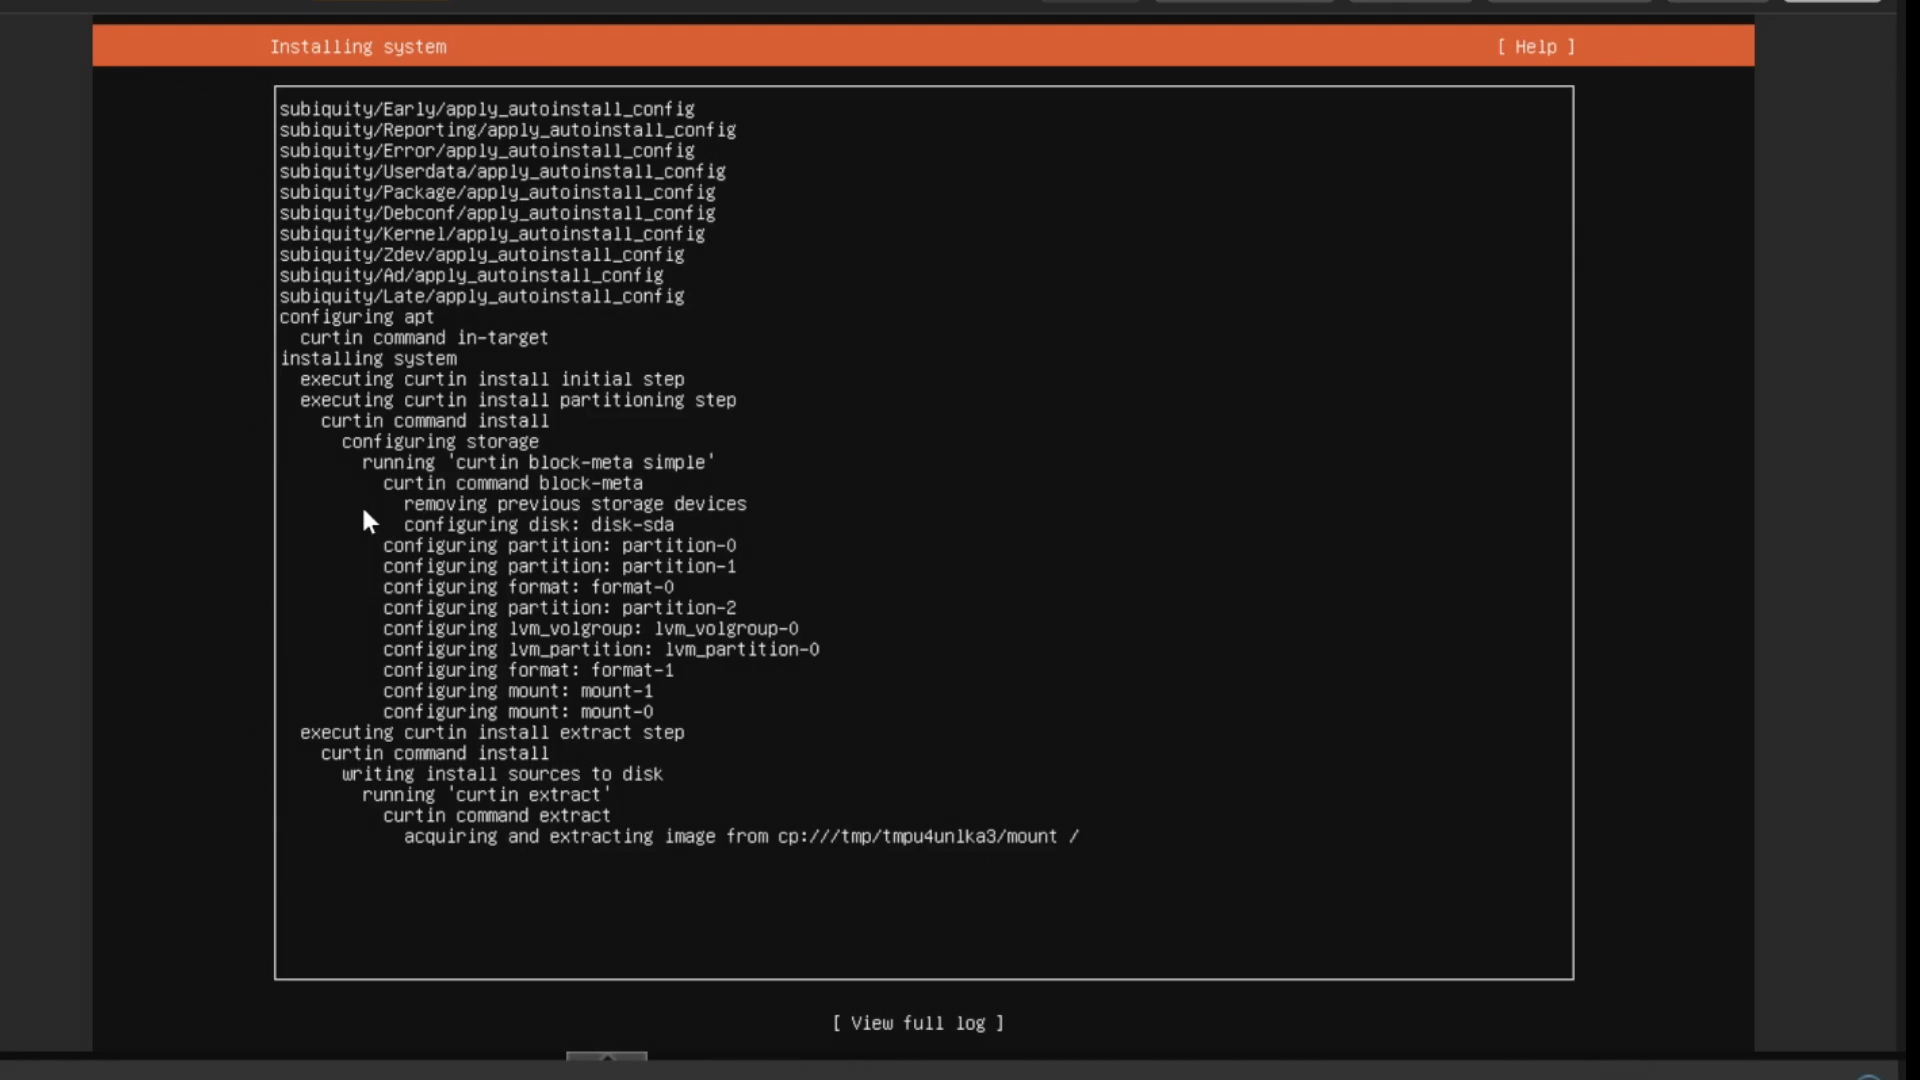 Installing system [ Help ]
subiquity/Early/apply_autoinstall_config
subiquity/Reporting/apply_autoinstall_config
subiquity/Error/apply_autoinstall_config
subiquity/Userdata/apply_autoinstall_config
subiquity/Package/apply_autoinstall_config
subiquity/Debconf/apply_autoinstall_config
subiquity/Kernel/apply_autoinstall_config
subiquity/Zdev/apply_autoinstall_config
subiquity/Ad/apply_autoinstall_config
subiquity/Late/apply_autoinstall_config
configuring apt
curtin command in-target
installing system
executing curtin install initial step
executing curtin install partitioning step
curtin command install
configuring storage
running 'curtin block-meta simple'
curtin command block-meta
removing previous storage devices
configuring disk: disk-sda
configuring partition: partition-0
configuring partition: partition-1
configuring format: format-0
configuring partition: partition-2
configuring lvm_volgroup: lvm_volgroup-0
configuring lvm_partition: lvm_partition-0
configuring format: format-1
configuring mount: mount-1
configuring mount: mount-0
executing curtin install extract step
curtin command install
writing install sources to disk
running 'curtin extract'
curtin command extract
acquiring and extracting image from cp:///tmp/tmpu4un1ka3/mount /
[ View full log ]